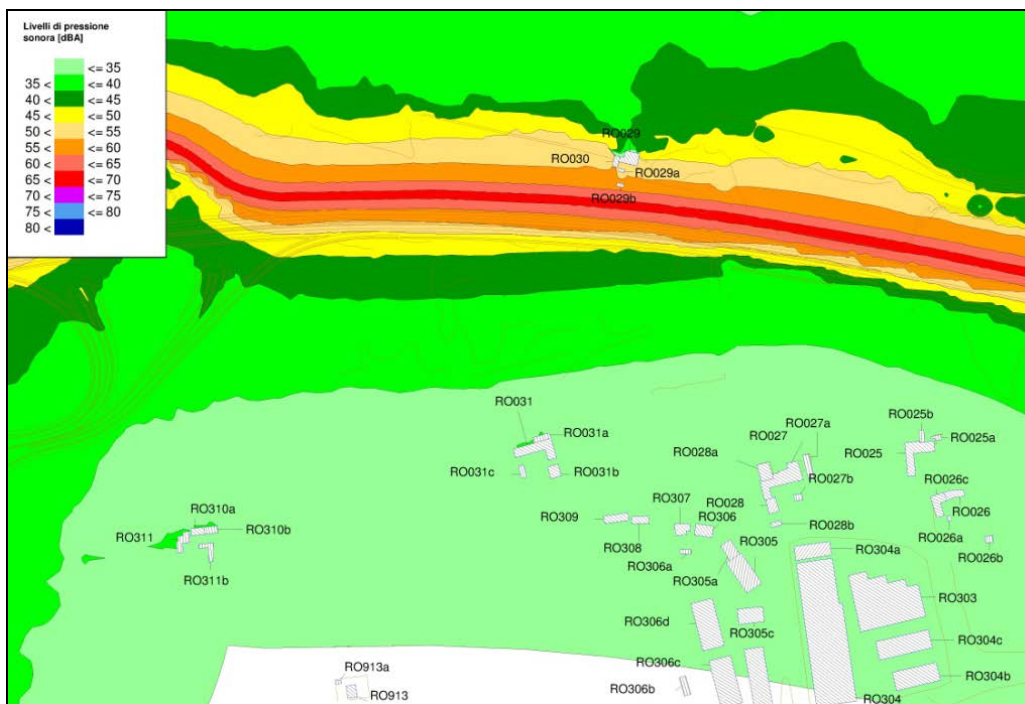 Livelli di pressione
sonora [dBA]
<= 35
35 < <= 40
40 < <= 45
45 < <= 50
50 < <= 55
55 < <= 60
60 < <= 65
65 < <= 70
70 < <= 75
75 < <= 80
80 <
RO029
RO030
RO029a
RO029b
RO031
RO031a
RO031c
RO031b
RO025b
RO027a
RO027
RO025a
RO028a
RO025
RO027b
RO026c
RO310a
RO310b
RO311
RO311b
RO309
RO308
RO307
RO306
RO028
RO028b
RO026
RO026a
RO026b
RO306a
RO305
RO305a
RO304a
RO303
RO306d
RO305c
RO304c
RO306c
RO304b
RO913a
RO913
RO306b
RO304